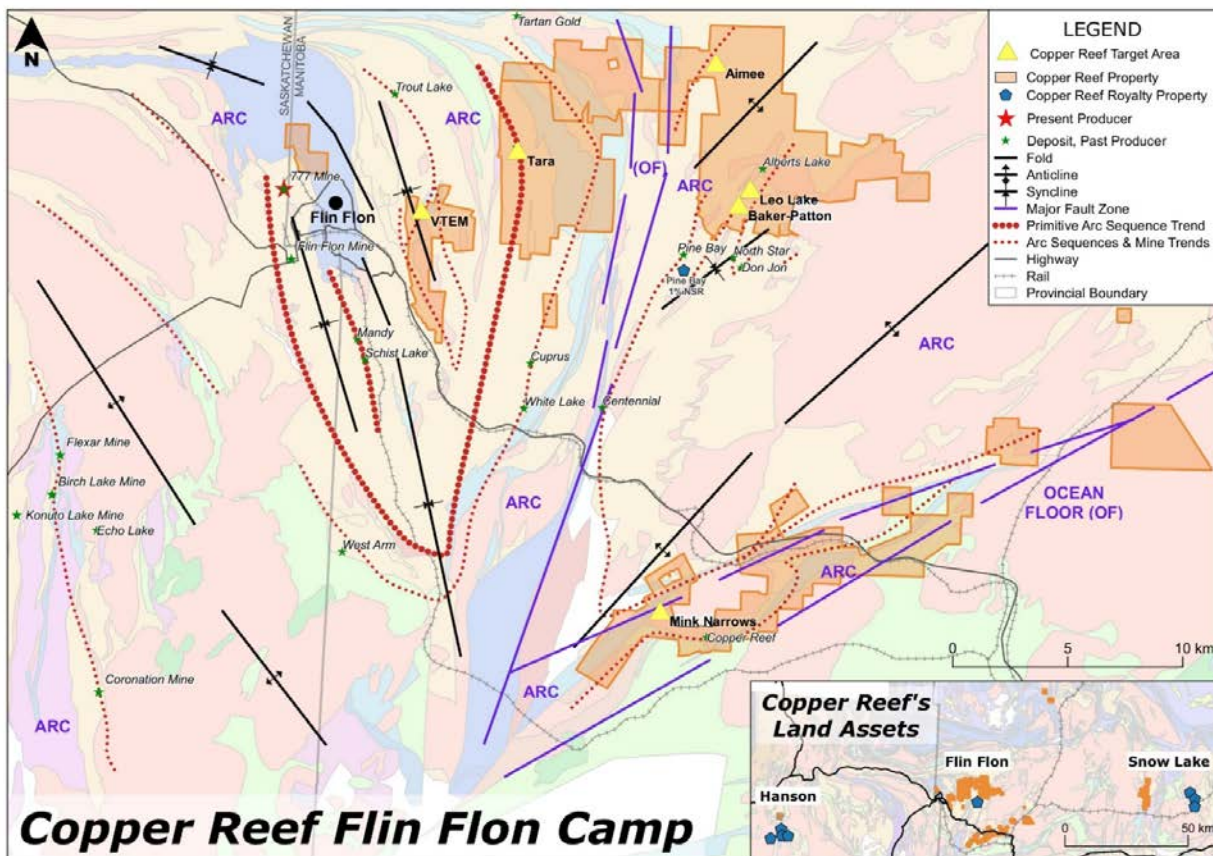 Tartan Gold
LEGEND
Copper Reef Target Area
Copper Reef Property
Copper Reef Royalty Property
Present Producer
Deposit, Past Producer
Fold
Anticline
Syncline
Major Fault Zone
Primitive Arc Sequence Trend
Arc Sequences & Mine Trends
Highway
Rail
Provincial Boundary
N
SASKATCHEWAN
MANITOBA
Aimee
Trout Lake
ARC
ARC
Tara
(OF)
ARC
Alberts Lake
777 Mine
Leo Lake
Baker-Patton
Flin Flon
VTEM
Flin Flon Mine
Pine Bay
North Star
Don Jon
Pine Bay
1% NSR
Mandy
Schist Lake
Cuprus
ARC
White Lake
Centennial
Flexar Mine
Birch Lake Mine
Konuto Lake Mine
Echo Lake
ARC
OCEAN
FLOOR (OF)
West Arm
ARC
Mink Narrows
Copper Reef
0 5 10 km
Coronation Mine
ARC
ARC
Copper Reef's
Land Assets
Flin Flon
Snow Lake
Hanson
0 50 km
Copper Reef Flin Flon Camp